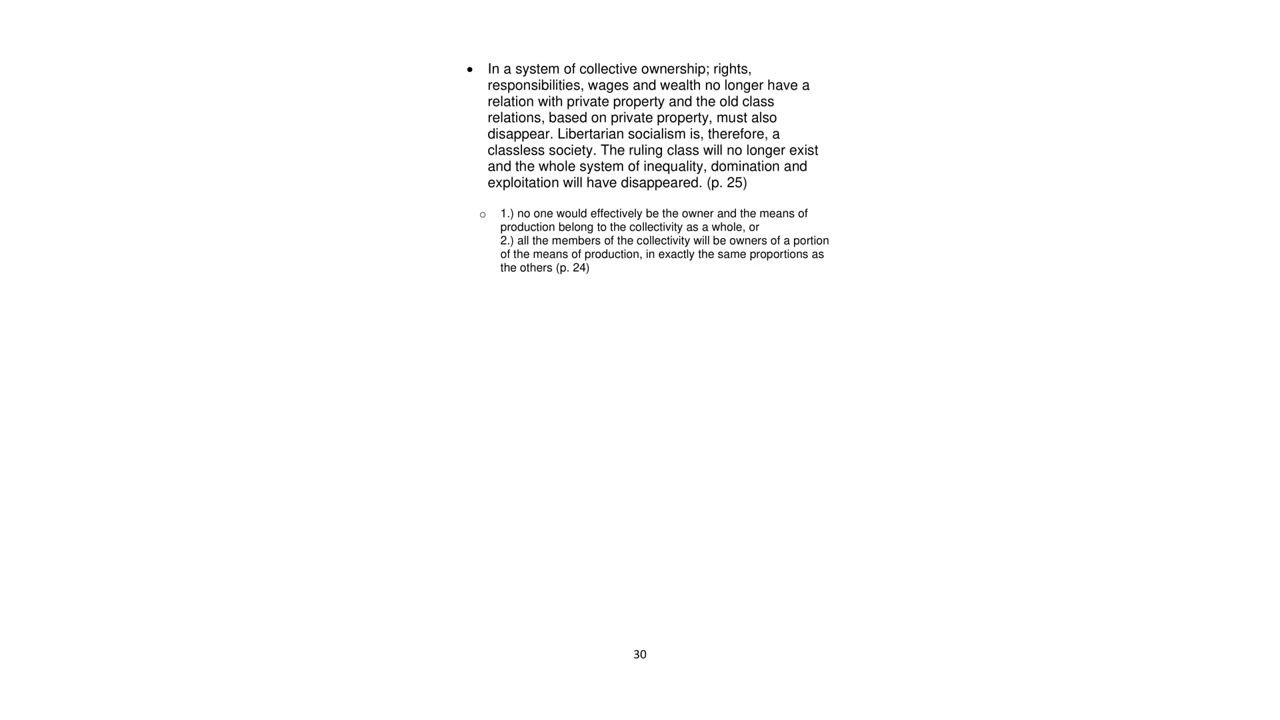 • In a system of collective ownership; rights,
responsibilities, wages and wealth no longer have a
relation with private property and the old class
relations, based on private property, must also
disappear. Libertarian socialism is, therefore, a
classless society. The ruling class will no longer exist
and the whole system of inequality, domination and
exploitation will have disappeared. (p. 25)
o 1.) no one would effectively be the owner and the means of
production belong to the collectivity as a whole, or
2.) all the members of the collectivity will be owners of a portion
of the means of production, in exactly the same proportions as
the others (p. 24)
30